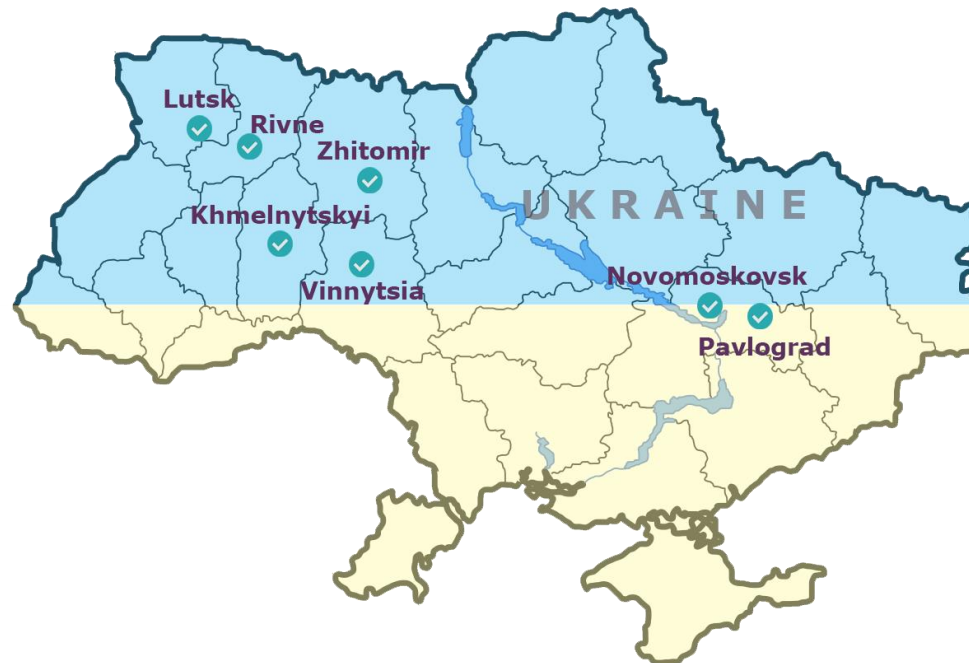 Lutsk
Rivne
Zhitomir
UKRAINE
Khmelnytskyi
Novomoskovsk
Vinnytsia
Pavlograd